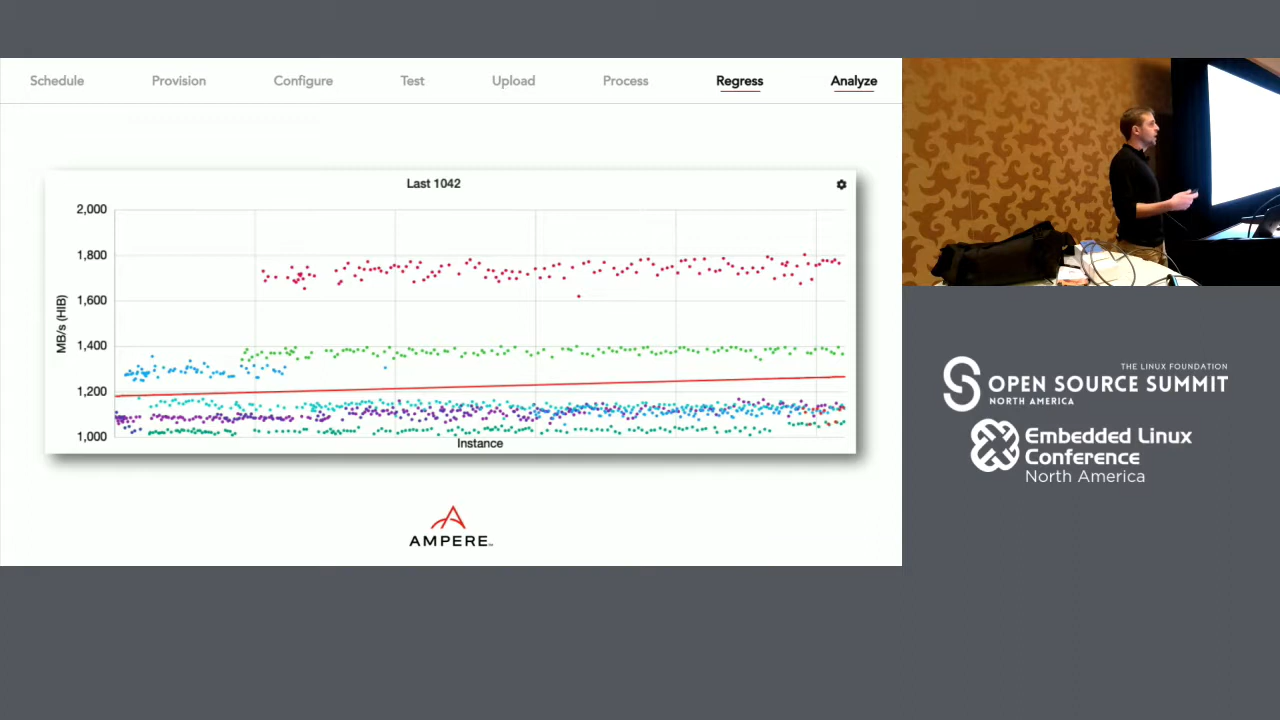 Schedule Provision Configure Test Upload Process Regress Analyze
Last 1042
2,000
1,800
1,600
1,400
1,200
1,000
MB/s (HIB)
Instance
AMPERE
THE LINUX FOUNDATION
OPEN SOURCE SUMMIT
NORTH AMERICA
Embedded Linux
Conference
North America